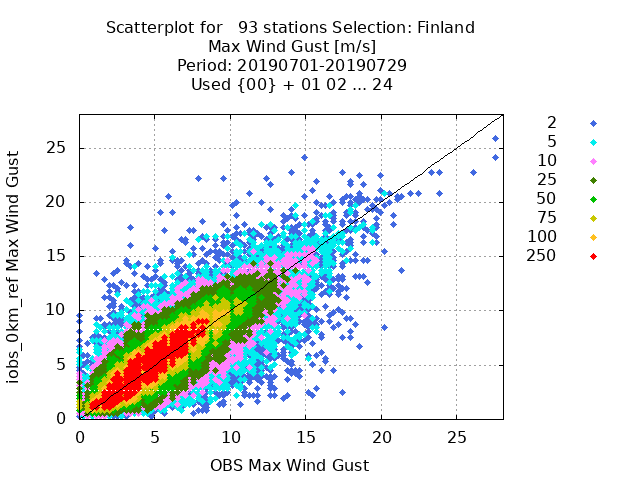 Scatterplot for   93 stations Selection: Finland
Max Wind Gust [m/s]
Period: 20190701-20190729
Used {00} + 01 02 ... 24
iobs_0km_ref Max Wind Gust
25
20
15
10
5
0
0 5 10 15 20 25
OBS Max Wind Gust
2
5
10
25
50
75
100
250